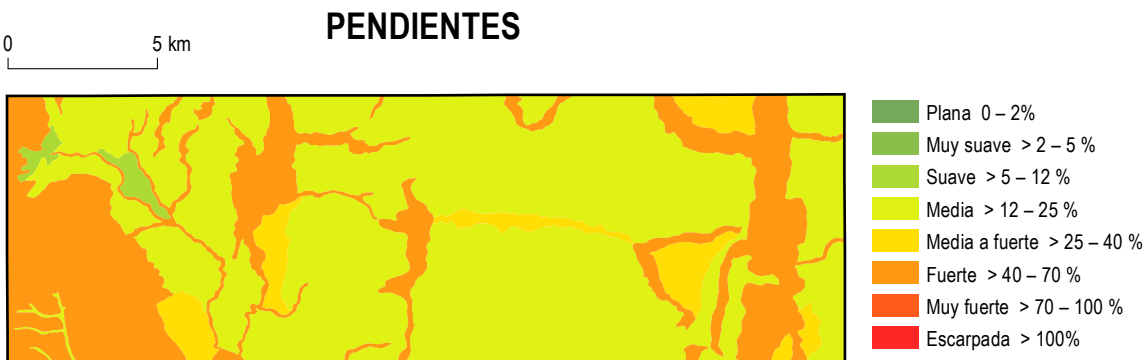 PENDIENTES
0 5 km
Plana 0 – 2%
Muy suave > 2 – 5 %
Suave > 5 – 12 %
Media > 12 – 25 %
Media a fuerte > 25 – 40 %
Fuerte > 40 – 70 %
Muy fuerte > 70 – 100 %
Escarpada > 100%